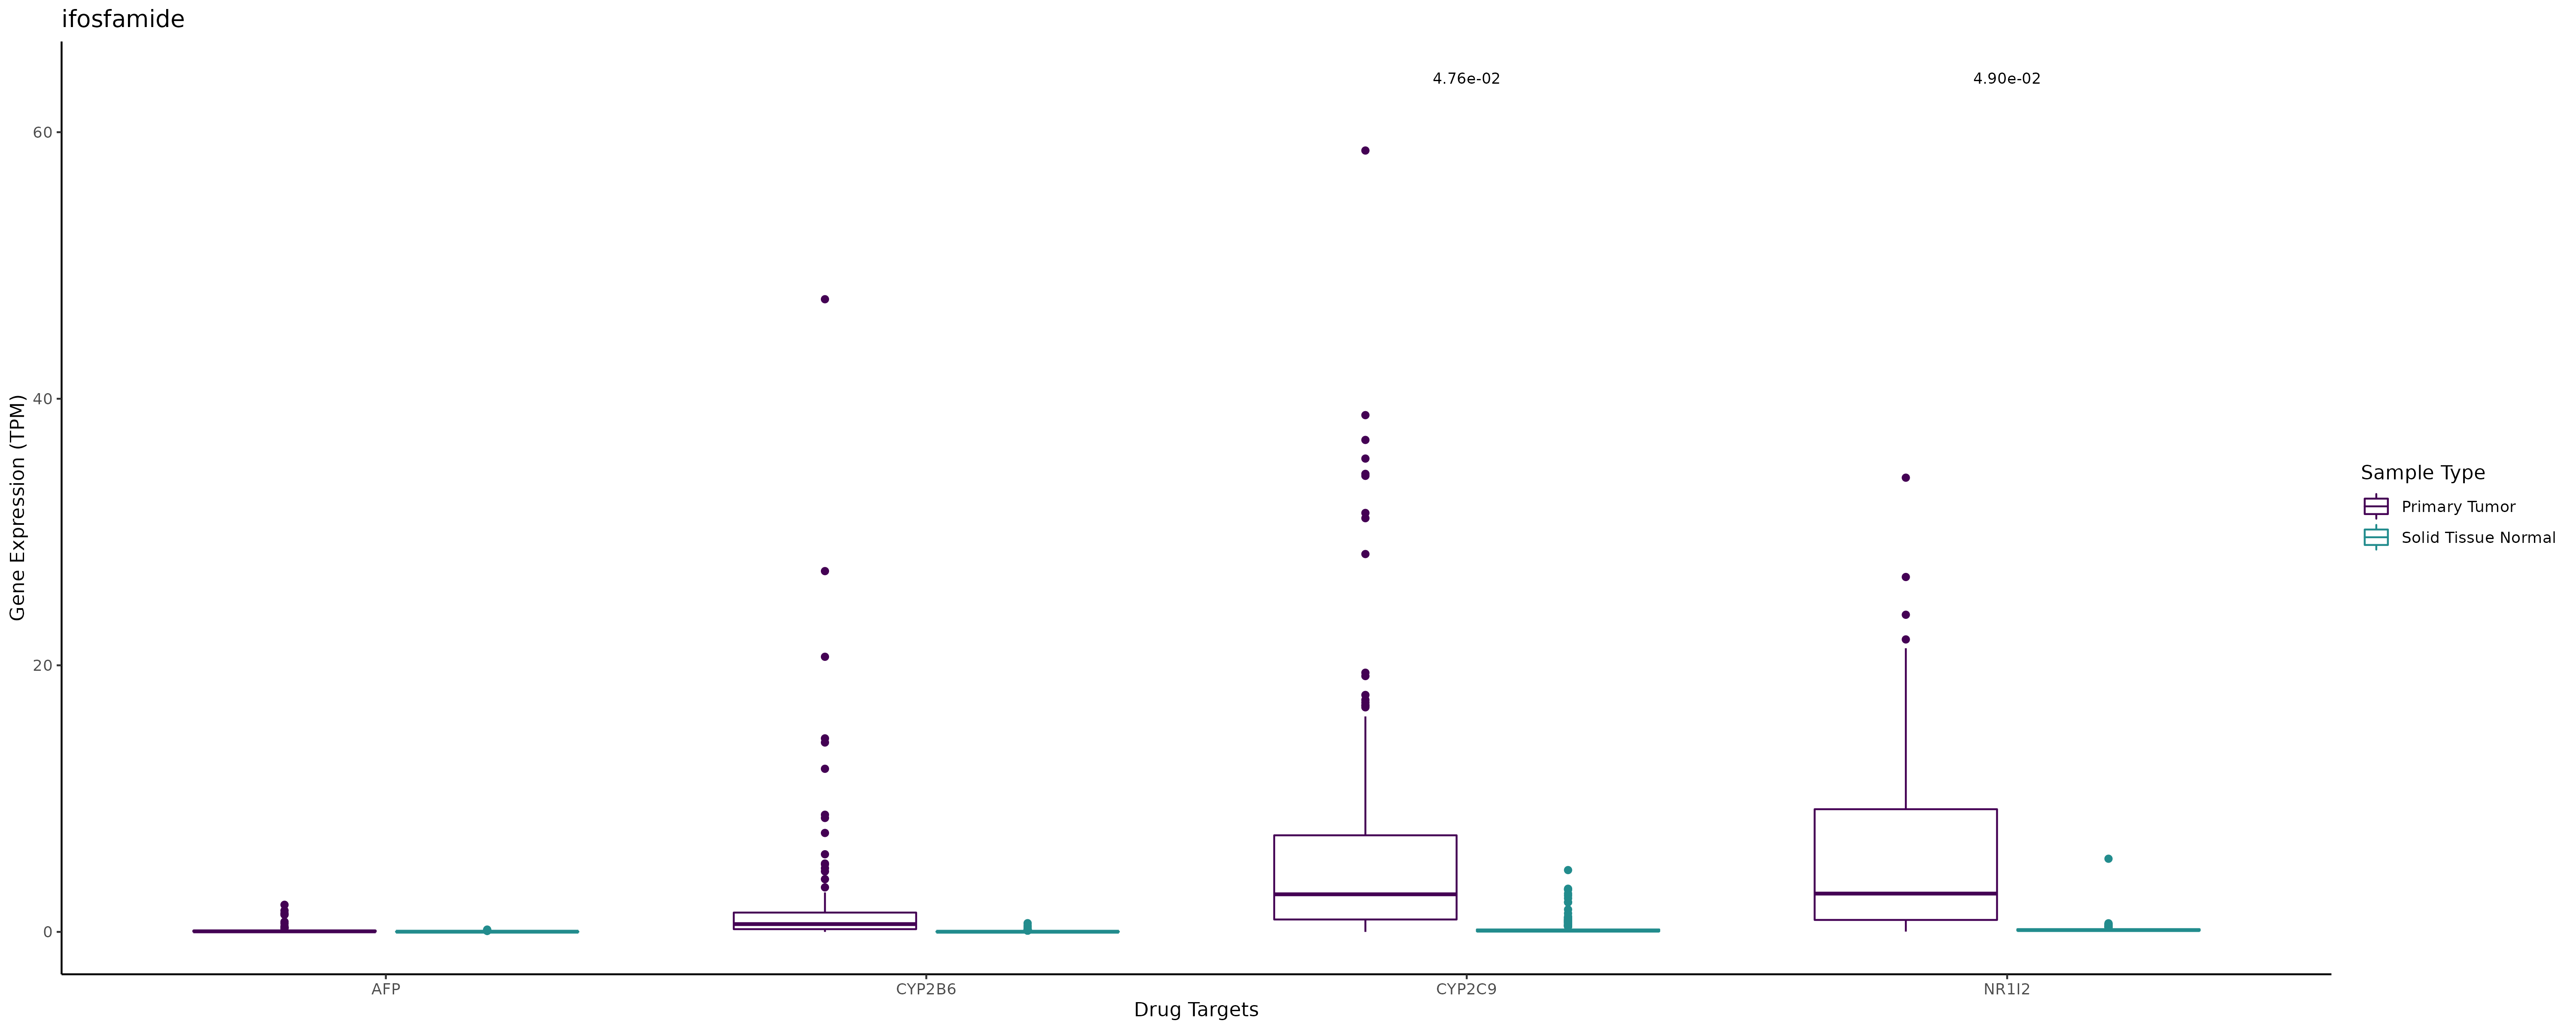 ifosfamide
4.76e-02
4.90e-02
60
40
20
0
Gene Expression (TPM)
AFP
CYP2B6
CYP2C9
NR1I2
Drug Targets
Sample Type
Primary Tumor
Solid Tissue Normal